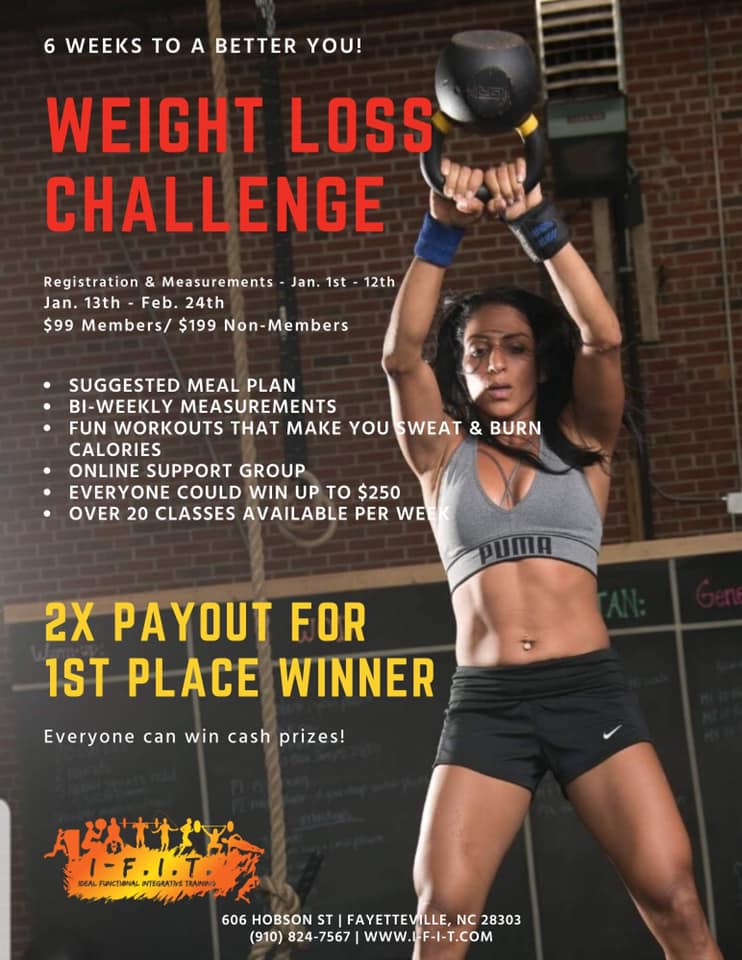 6 WEEKS TO A BETTER YOU!
WEIGHT LOSS
CHALLENGE
Registration & Measurements - Jan. 1st - 12th
Jan. 13th - Feb. 24th
$99 Members/ $199 Non-Members
• SUGGESTED MEAL PLAN
• BI-WEEKLY MEASUREMENTS
• FUN WORKOUTS THAT MAKE YOU SWEAT & BURN
CALORIES
• ONLINE SUPPORT GROUP
• EVERYONE COULD WIN UP TO $250
• OVER 20 CLASSES AVAILABLE PER WEEK
PUMA
TAN:
Warm-up:
2X PAYOUT FOR
1ST PLACE WINNER
Everyone can win cash prizes!
I-F.I.T.
IDEAL FUNCTIONAL INTEGRATIVE TRAINING
606 HOBSON ST | FAYETTEVILLE, NC 28303
(910) 824-7567 | WWW.I-F-I-T.COM